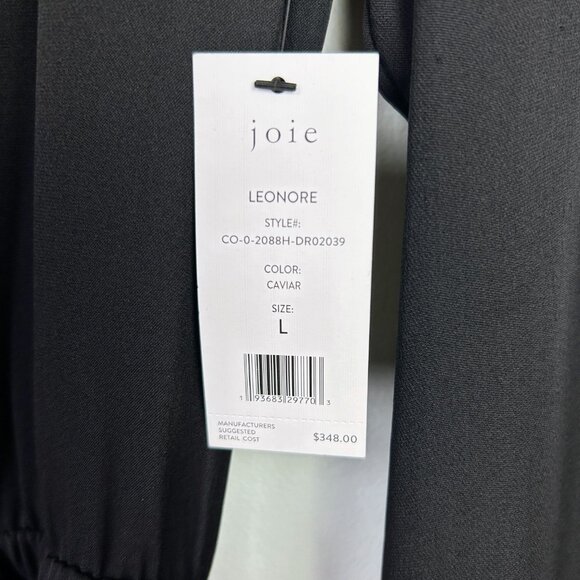 joie
LEONORE
STYLE#:
CO-0-2088H-DR02039
COLOR:
CAVIAR
SIZE:
L
1 93683 29770 3
MANUFACTURERS
SUGGESTED
RETAIL COST
$348.00